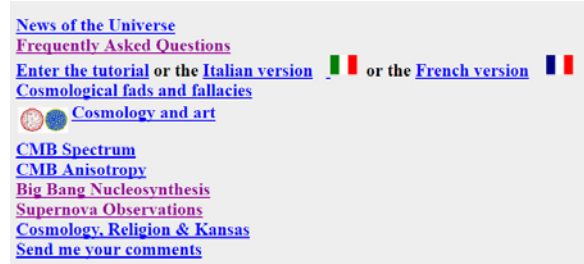 News of the Universe
Frequently Asked Questions
Enter the tutorial or the Italian version or the French version
Cosmological fads and fallacies
Cosmology and art
CMB Spectrum
CMB Anisotropy
Big Bang Nucleosynthesis
Supernova Observations
Cosmology, Religion & Kansas
Send me your comments